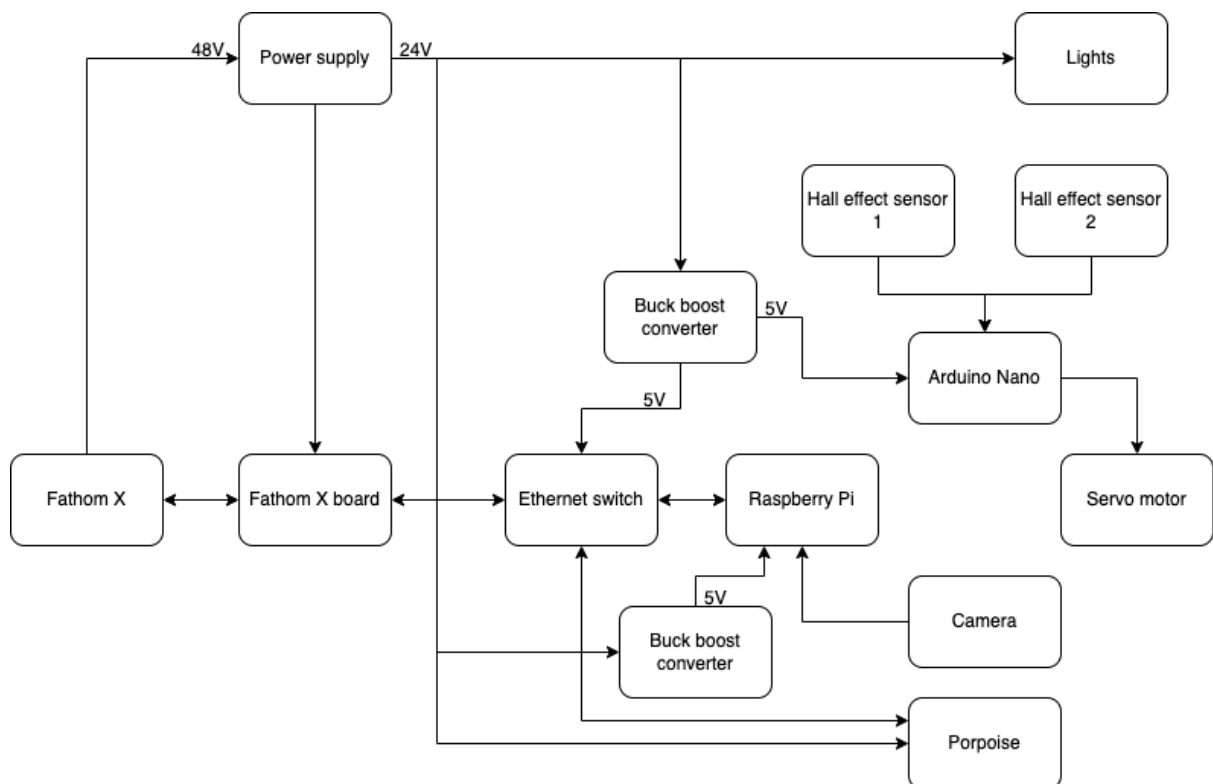 48V
Power supply
24V
Lights
Hall effect sensor
1
Hall effect sensor
2
Buck boost
converter
5V
Arduino Nano
5V
Fathom X
Fathom X board
Ethernet switch
Raspberry Pi
Servo motor
5V
Buck boost
converter
Camera
Porpoise